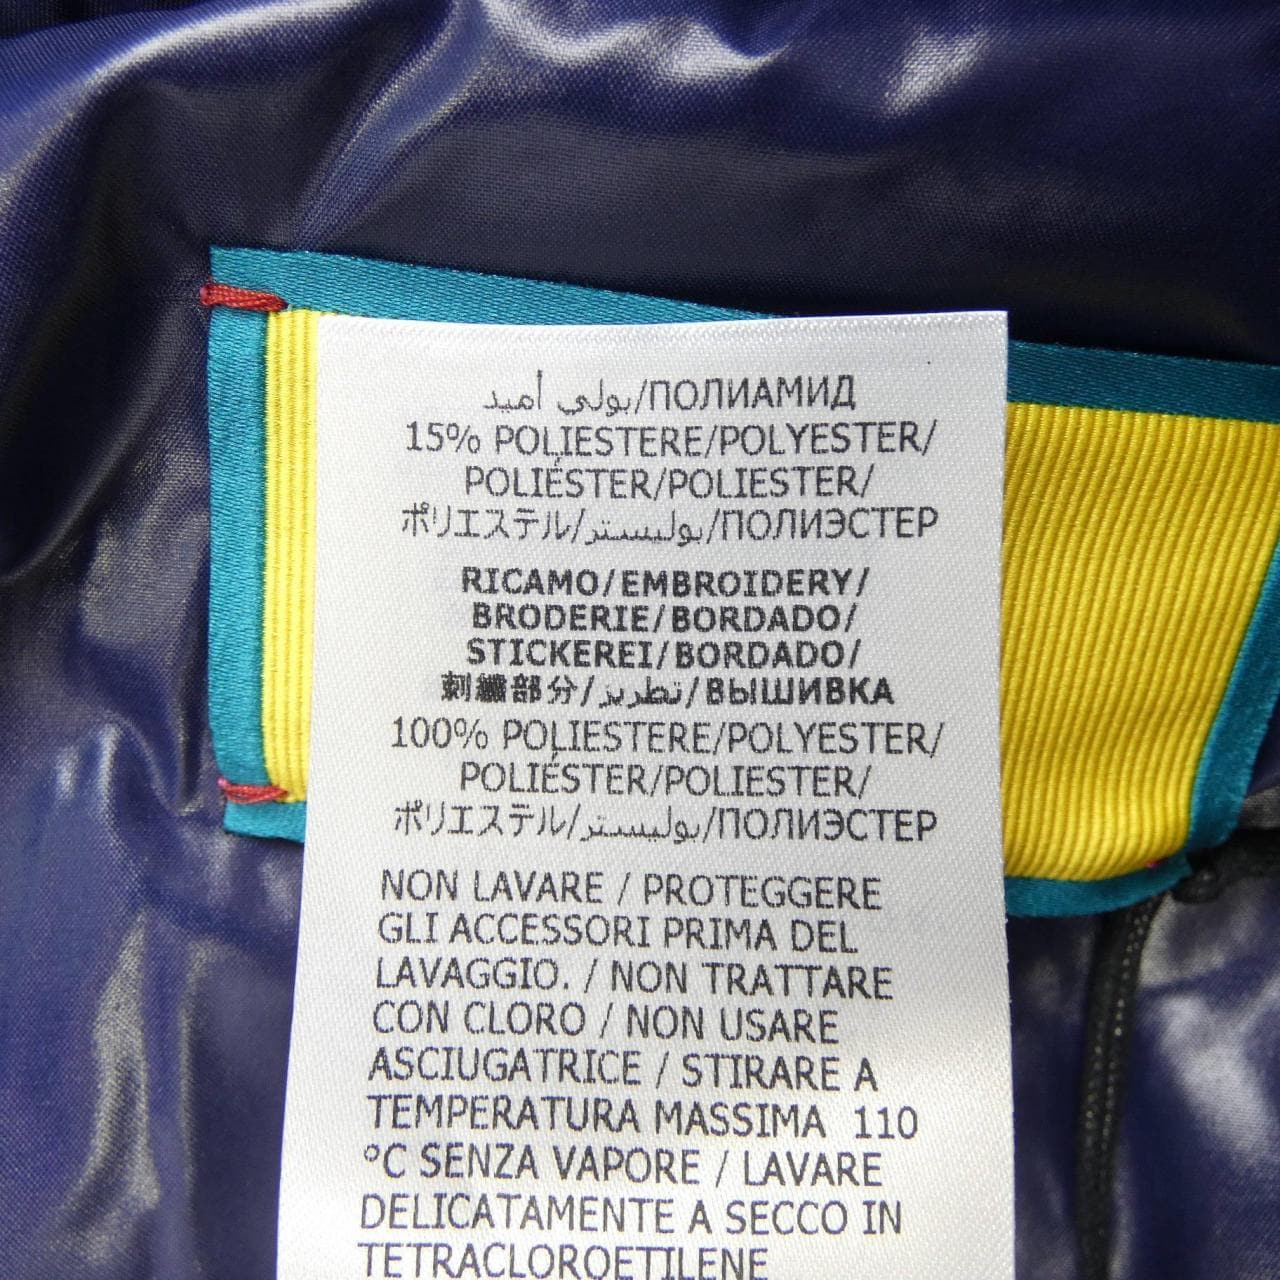 بولي أميد/ПОЛИАМИД
15% POLIESTERE/POLYESTER/
POLIÉSTER/POLIESTER/
ポリエステル/بوليستر/ПОЛИЭСТЕР
RICAMO/EMBROIDERY/
BRODERIE/BORDADO/
STICKEREI/BORDADO/
刺繍部分/تطريز/ВЫШИВКА
100% POLIESTERE/POLYESTER/
POLIÉSTER/POLIESTER/
ポリエステル/بوليستر/ПОЛИЭСТЕР
NON LAVARE / PROTEGGERE
GLI ACCESSORI PRIMA DEL
LAVAGGIO. / NON TRATTARE
CON CLORO / NON USARE
ASCIUGATRICE / STIRARE A
TEMPERATURA MASSIMA 110
°C SENZA VAPORE / LAVARE
DELICATAMENTE A SECCO IN
TETRACLOROETILENE